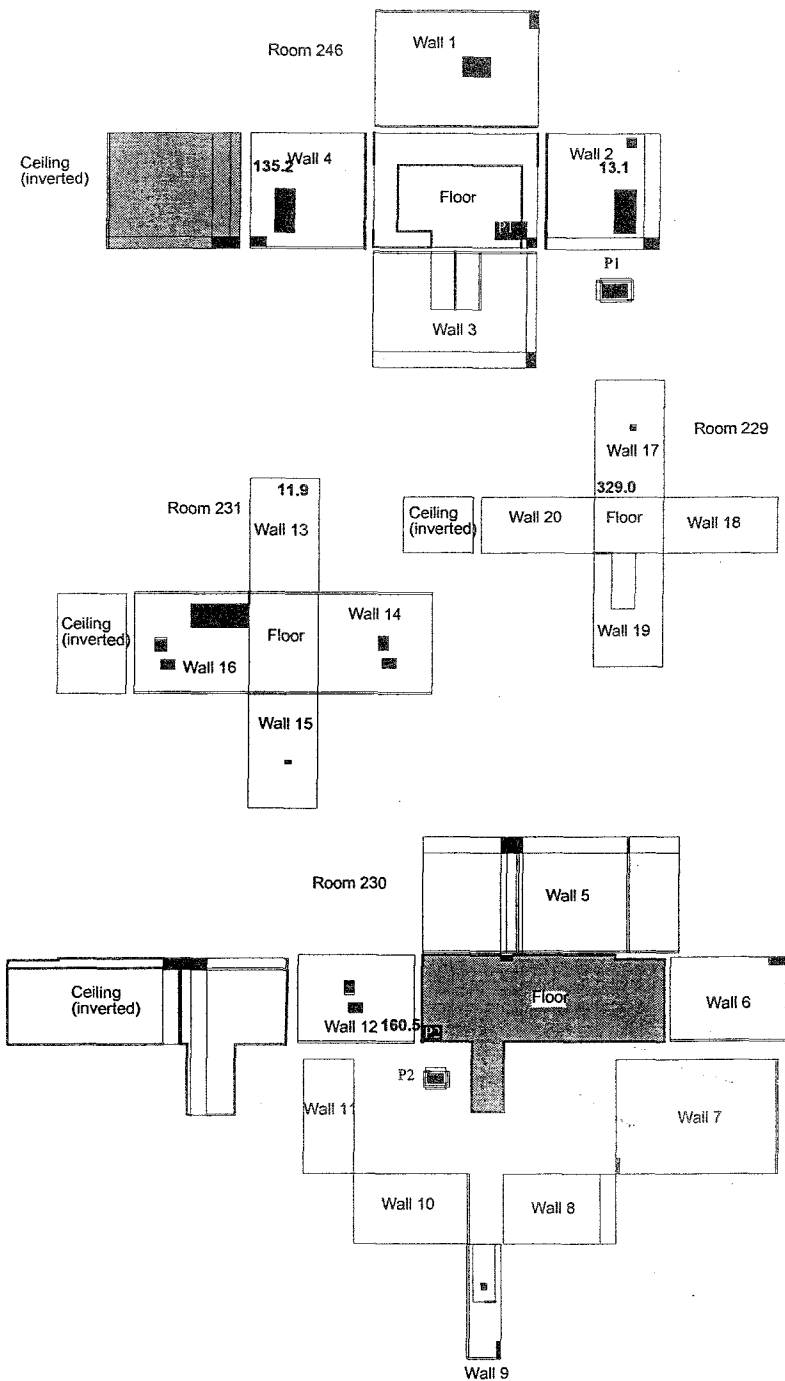 Room 246
Wall 1
Ceiling
(inverted)
135.2
Wall 4
Floor
Wall 2
13.1
P1
P1
Wall 3
Room 229
Wall 17
329.0
Ceiling
(inverted)
Wall 20
Floor
Wall 18
Wall 19
Room 231
11.9
Wall 13
Ceiling
(inverted)
Wall 14
Floor
Wall 16
Wall 15
Room 230
Wall 5
Ceiling
(inverted)
Floor
Wall 6
Wall 12
160.5
P2
P2
Wall 11
Wall 7
Wall 10
Wall 8
Wall 9